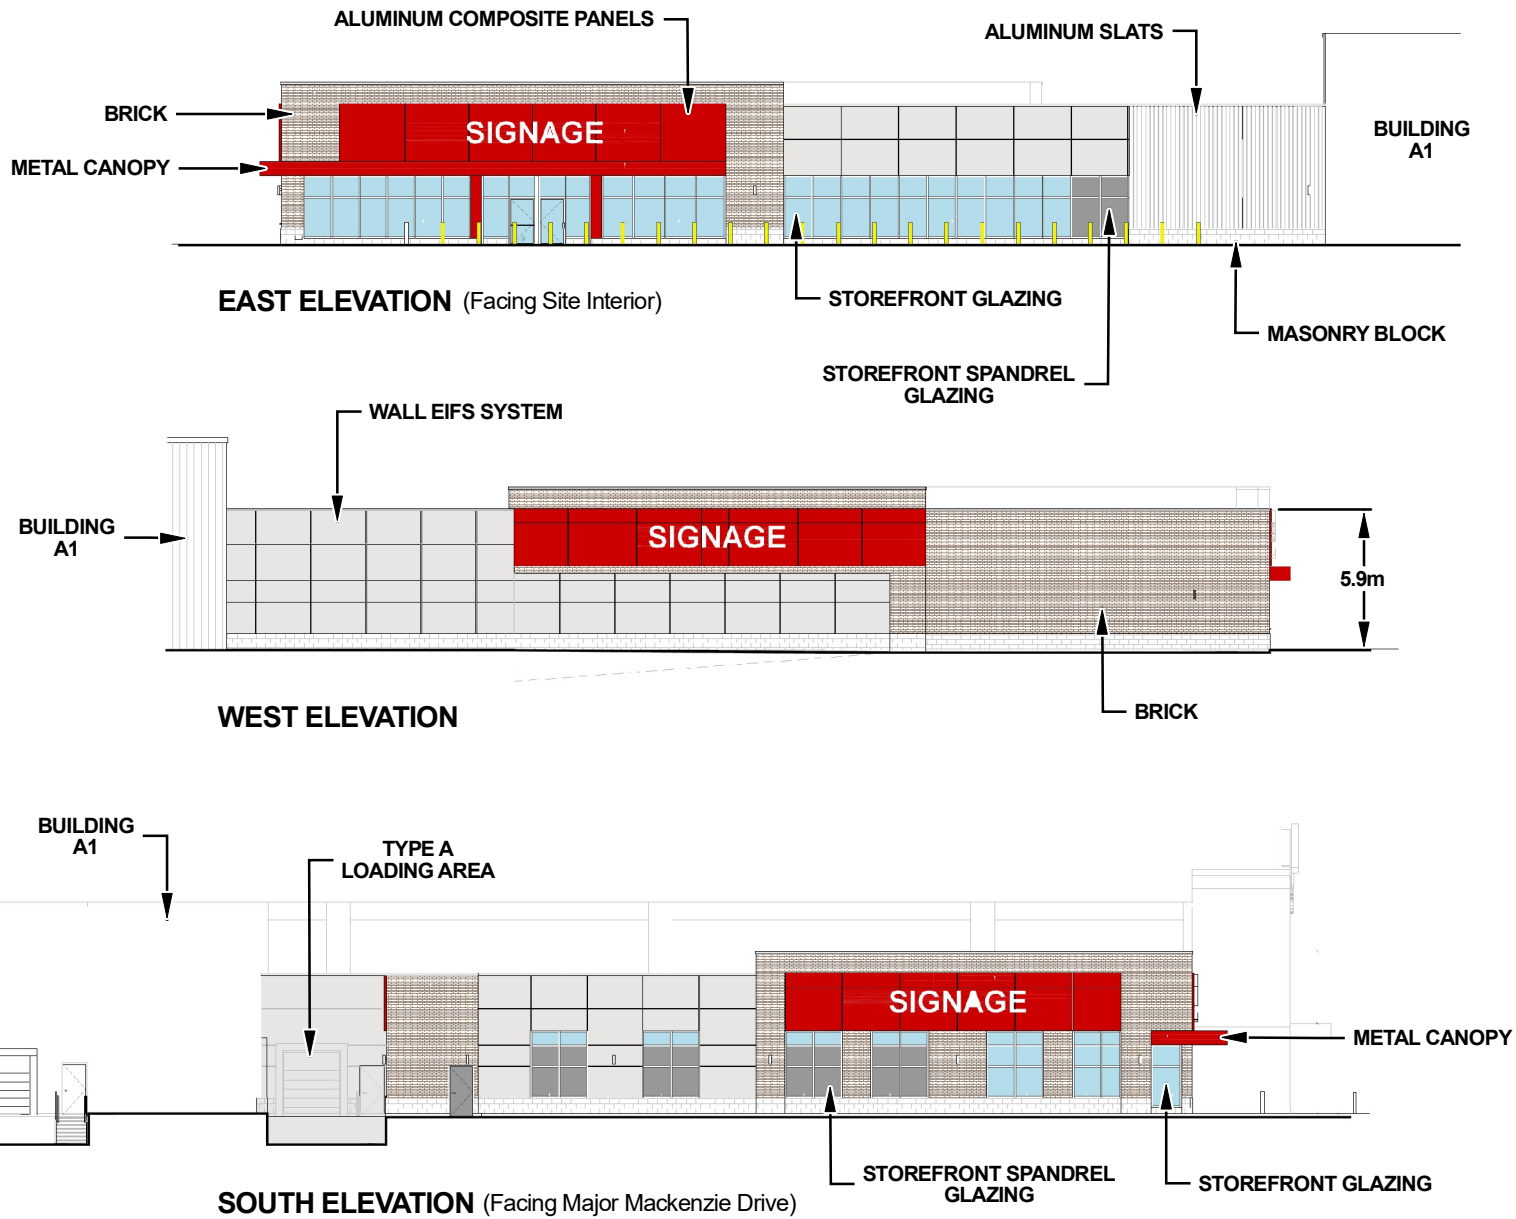 ALUMINUM COMPOSITE PANELS
ALUMINUM SLATS
BRICK
SIGNAGE
BUILDING
A1
METAL CANOPY
EAST ELEVATION (Facing Site Interior)
STOREFRONT GLAZING
MASONRY BLOCK
STOREFRONT SPANDREL
GLAZING
WALL EIFS SYSTEM
BUILDING
A1
SIGNAGE
5.9m
WEST ELEVATION
BRICK
BUILDING
A1
TYPE A
LOADING AREA
SIGNAGE
METAL CANOPY
STOREFRONT SPANDREL
GLAZING
STOREFRONT GLAZING
SOUTH ELEVATION (Facing Major Mackenzie Drive)